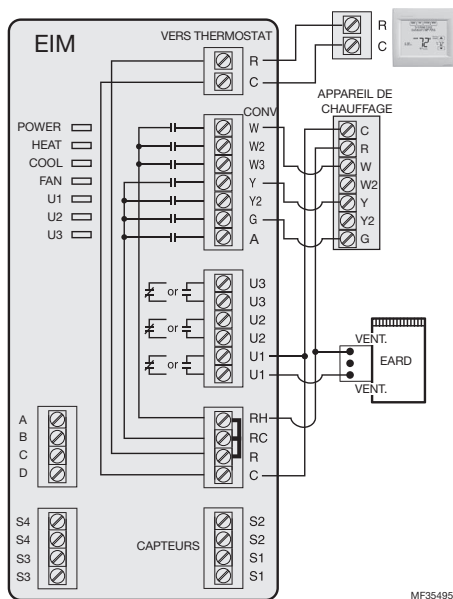 EIM
VERS THERMOSTAT
R
C
R
C
APPAREIL DE
CHAUFFAGE
C
R
W
W2
Y
Y2
G
CONV
W
W2
W3
Y
Y2
G
A
POWER
HEAT
COOL
FAN
U1
U2
U3
or
or
or
U3
U3
U2
U2
U1
U1
VENT.
EARD
VENT.
RH
RC
R
C
A
B
C
D
S4
S4
S3
S3
CAPTEURS
S2
S2
S1
S1
MF35495